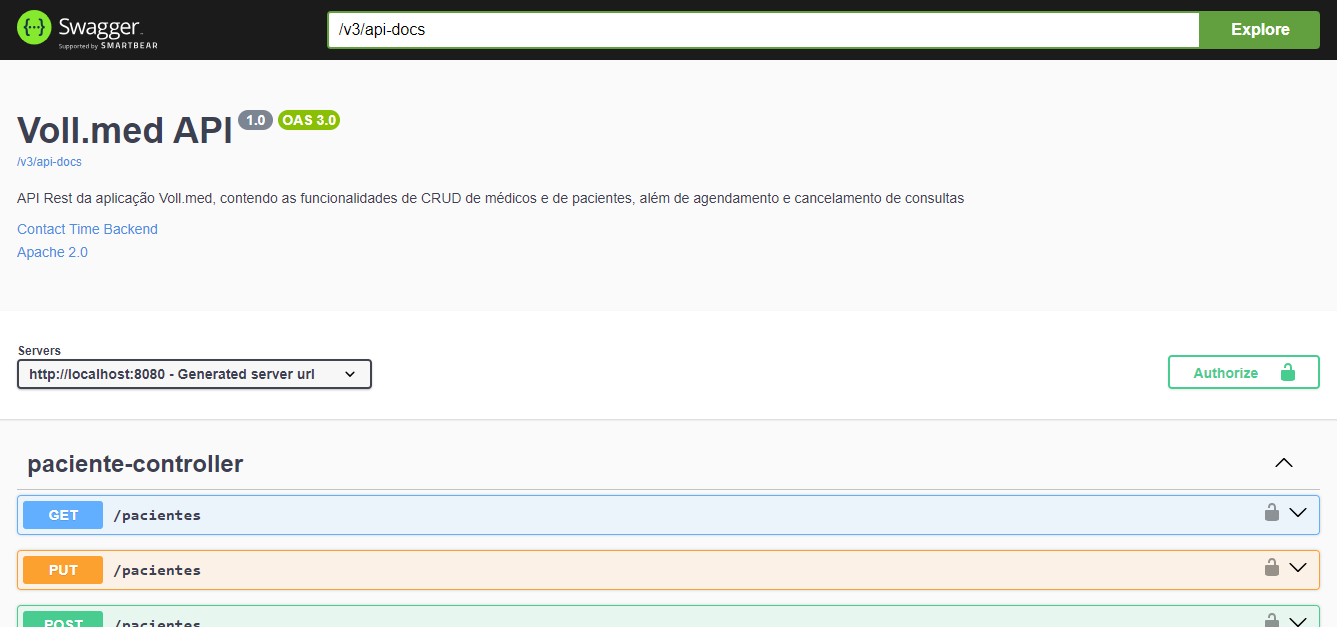 Swagger.
Supported by SMARTBEAR
/v3/api-docs
Explore
Voll.med API 1.0 OAS 3.0
/v3/api-docs
API Rest da aplicação Voll.med, contendo as funcionalidades de CRUD de médicos e de pacientes, além de agendamento e cancelamento de consultas
Contact Time Backend
Apache 2.0
Servers
http://localhost:8080 - Generated server url
Authorize
paciente-controller
GET /pacientes
PUT /pacientes
POST /pacientes